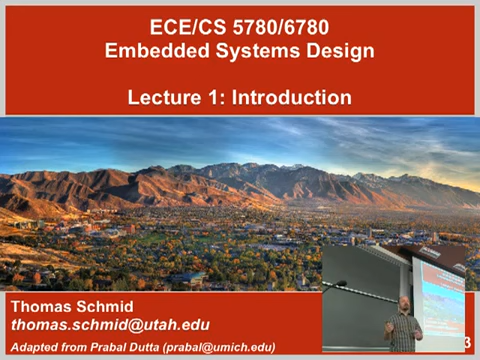 ECE/CS 5780/6780
Embedded Systems Design
Lecture 1: Introduction
Thomas Schmid
thomas.schmid@utah.edu
Adapted from Prabal Dutta (prabal@umich.edu)
3